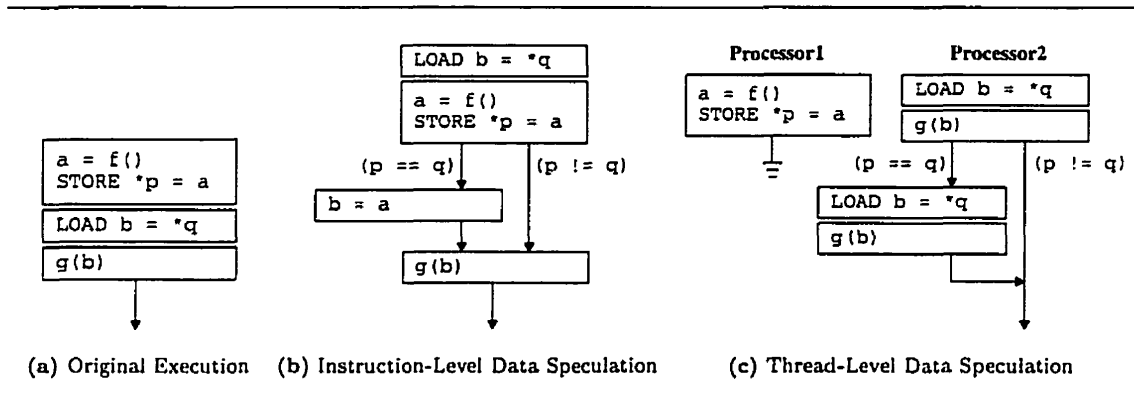 a = f()
STORE *p = a
LOAD b = *q
g(b)
(a) Original Execution
LOAD b = *q
a = f()
STORE *p = a
(p == q)
(p != q)
b = a
g(b)
(b) Instruction-Level Data Speculation
Processor1
a = f()
STORE *p = a
Processor2
LOAD b = *q
g(b)
(p == q)
(p != q)
LOAD b = *q
g(b)
(c) Thread-Level Data Speculation